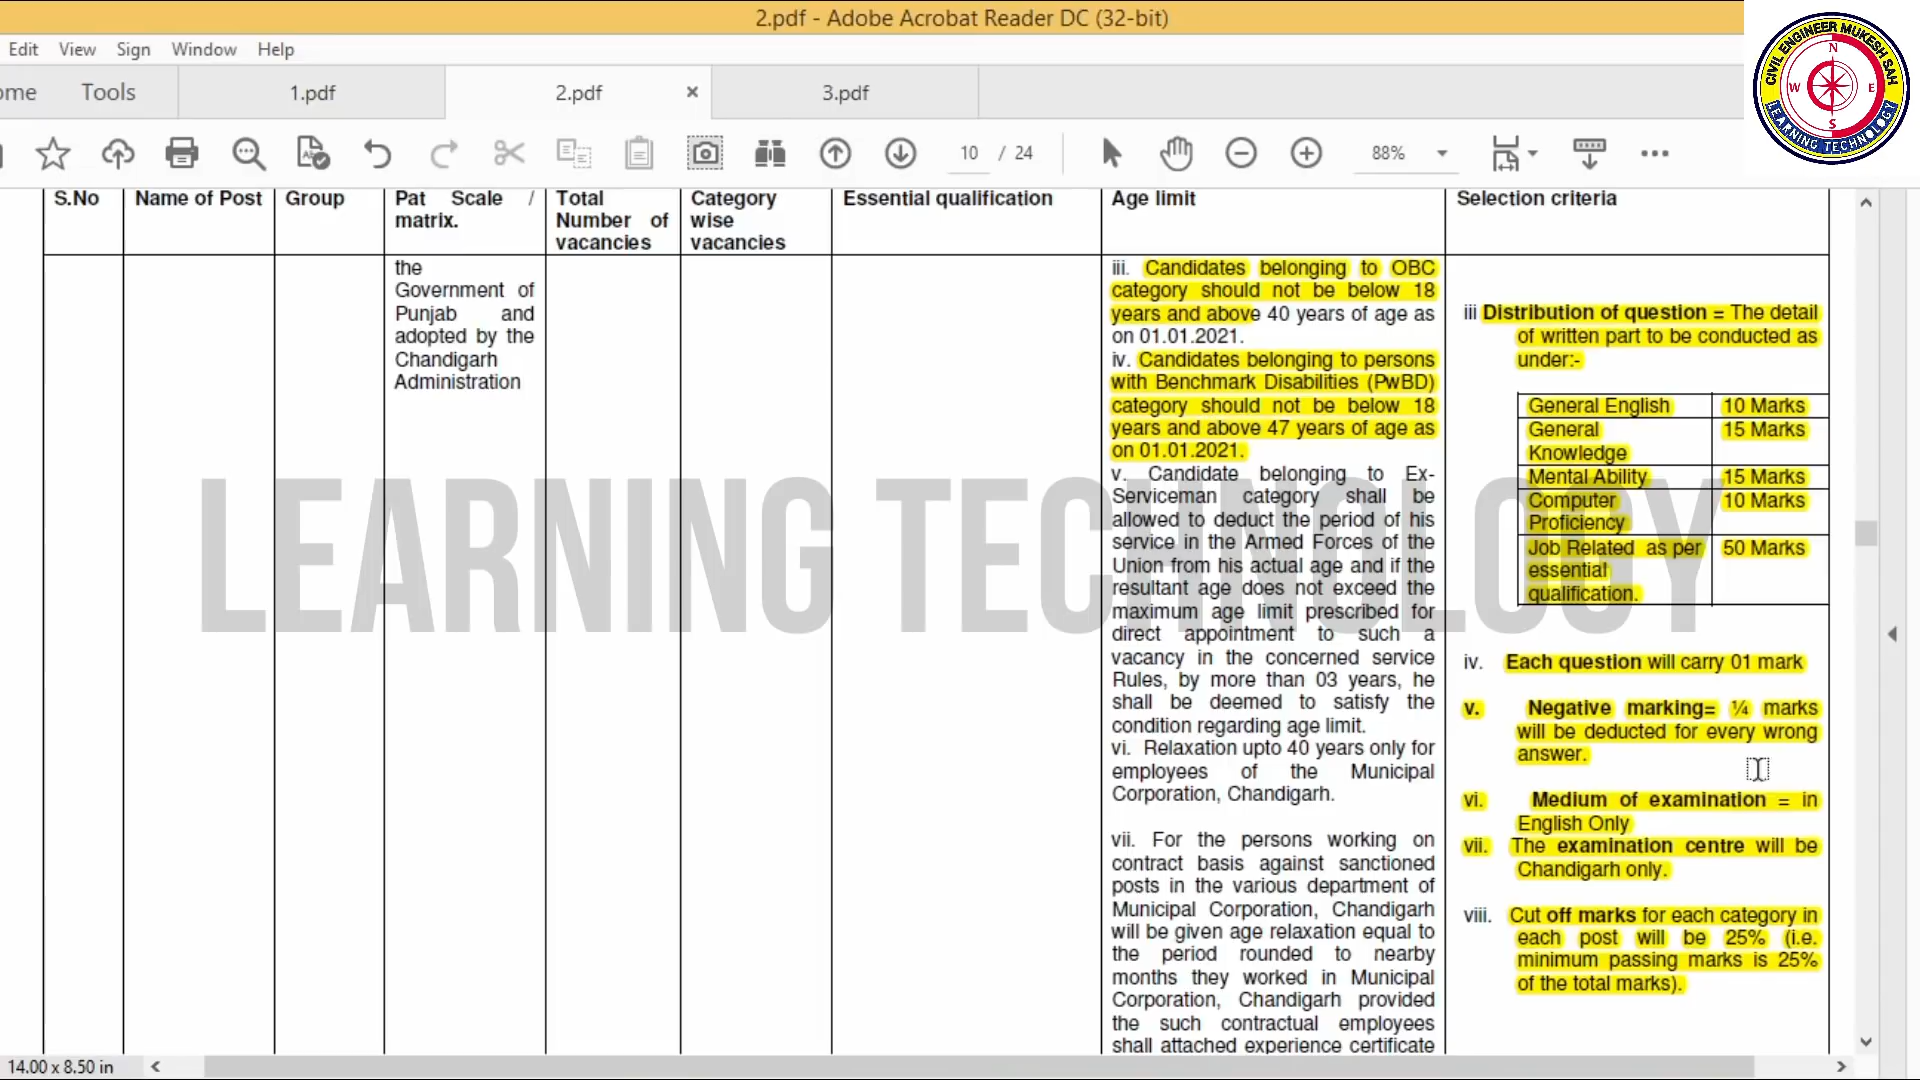 2.pdf - Adobe Acrobat Reader DC (32-bit)
Edit View Sign Window Help
ome Tools 1.pdf 2.pdf × 3.pdf
10 / 24 88%
CIVIL ENGINEER MUKESH SAH
N
W E
S
LEARNING TECHNOLOGY
S.No
Name of Post
Group
Pat Scale /
matrix.
Total
Number of
vacancies
Category
wise
vacancies
Essential qualification
Age limit
Selection criteria
the
Government of
Punjab and
adopted by the
Chandigarh
Administration
iii. Candidates belonging to OBC
category should not be below 18
years and above 40 years of age as
on 01.01.2021.
iv. Candidates belonging to persons
with Benchmark Disabilities (PwBD)
category should not be below 18
years and above 47 years of age as
on 01.01.2021.
v. Candidate belonging to Ex-
Serviceman category shall be
allowed to deduct the period of his
service in the Armed Forces of the
Union from his actual age and if the
resultant age does not exceed the
maximum age limit prescribed for
direct appointment to such a
vacancy in the concerned service
Rules, by more than 03 years, he
shall be deemed to satisfy the
condition regarding age limit.
vi. Relaxation upto 40 years only for
employees of the Municipal
Corporation, Chandigarh.
vii. For the persons working on
contract basis against sanctioned
posts in the various department of
Municipal Corporation, Chandigarh
will be given age relaxation equal to
the period rounded to nearby
months they worked in Municipal
Corporation, Chandigarh provided
the such contractual employees
shall attached experience certificate
iii Distribution of question = The detail
of written part to be conducted as
under:-
General English 10 Marks
General 15 Marks
Knowledge
Mental Ability 15 Marks
Computer 10 Marks
Proficiency
Job Related as per 50 Marks
essential
qualification.
iv. Each question will carry 01 mark
v. Negative marking= ¼ marks
will be deducted for every wrong
answer.
vi. Medium of examination = in
English Only
vii. The examination centre will be
Chandigarh only.
viii. Cut off marks for each category in
each post will be 25% (i.e.
minimum passing marks is 25%
of the total marks).
LEARNING TECHNOLOGY
14.00 x 8.50 in